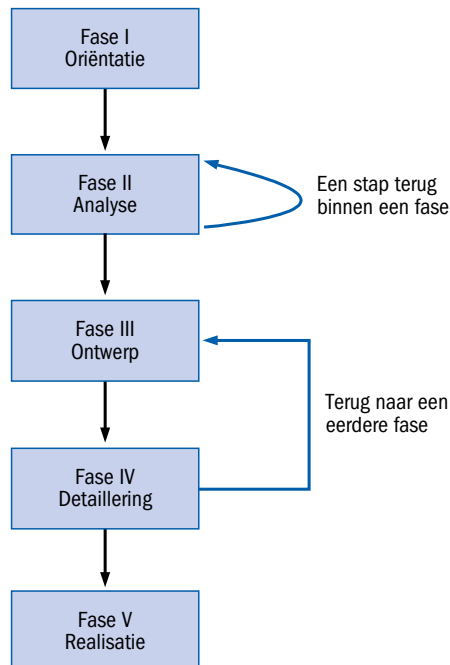 Fase I
Oriëntatie
Fase II
Analyse
Een stap terug
binnen een fase
Fase III
Ontwerp
Terug naar een
eerdere fase
Fase IV
Detaillering
Fase V
Realisatie